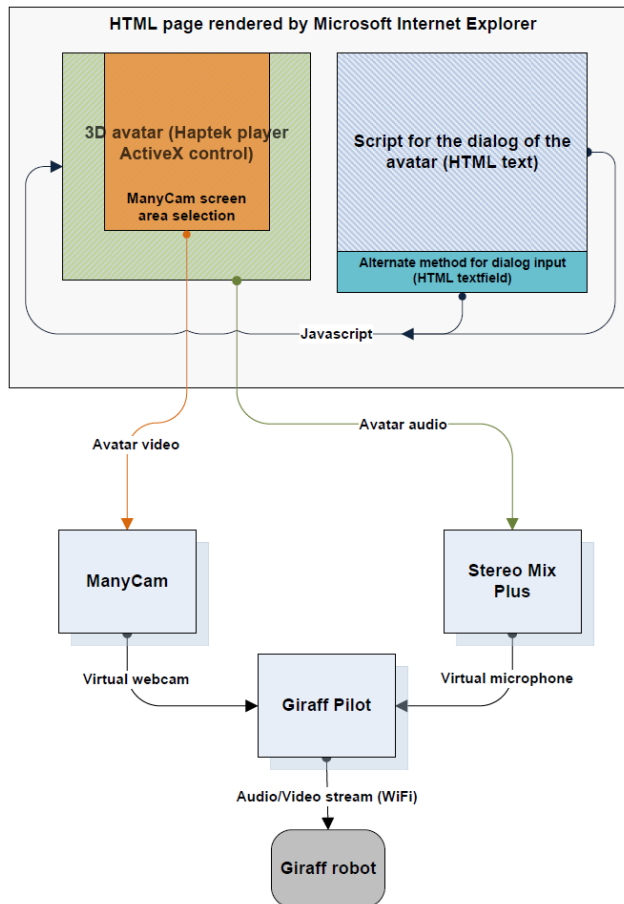 HTML page rendered by Microsoft Internet Explorer
3D avatar (Haptek player
ActiveX control)
ManyCam screen
area selection
Script for the dialog of the
avatar (HTML text)
Alternate method for dialog input
(HTML textfield)
Javascript
Avatar video
Avatar audio
ManyCam
Stereo Mix
Plus
Virtual webcam
Virtual microphone
Giraff Pilot
Audio/Video stream (WiFi)
Giraff robot